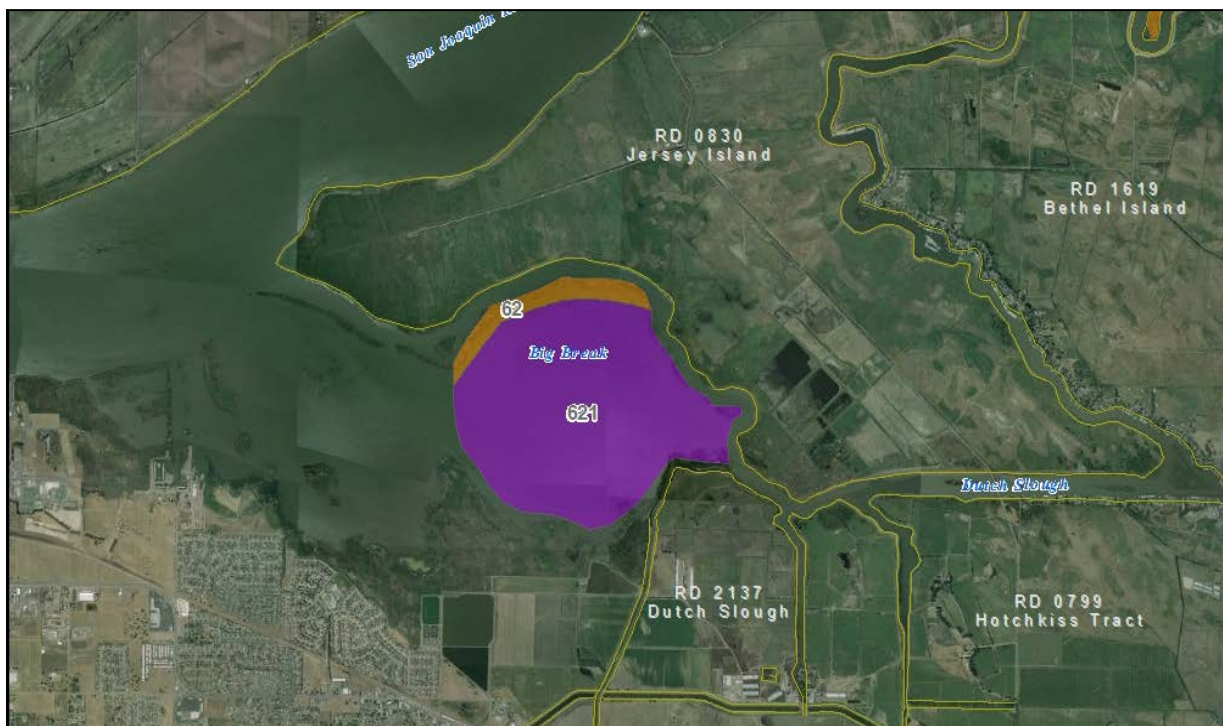 San Joaquin
RD 0830
Jersey Island
RD 1619
Bethel Island
62
Big Break
621
Dutch Slough
RD 2137
Dutch Slough
RD 0799
Hotchkiss Tract